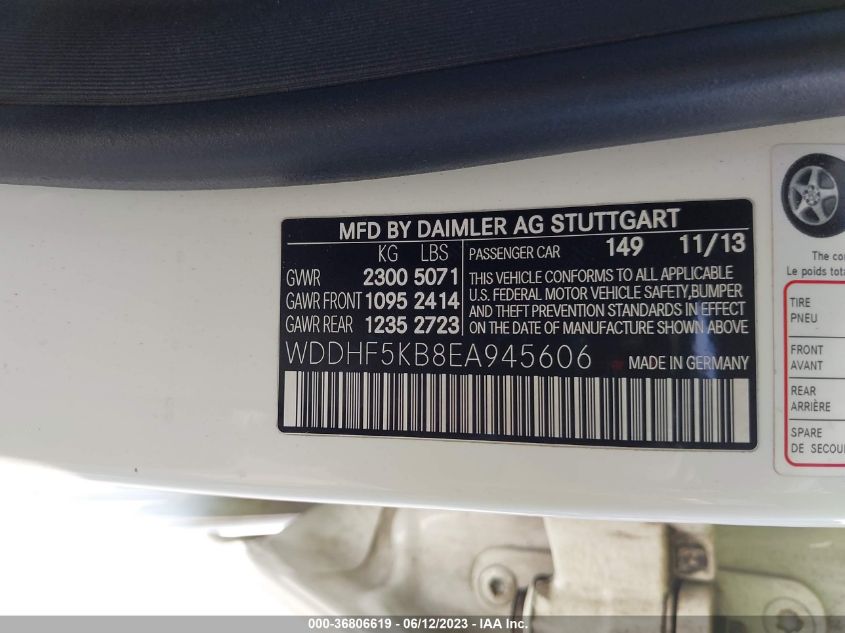 MFD BY DAIMLER AG STUTTGART
KG LBS
GVWR 2300 5071
GAWR FRONT 1095 2414
GAWR REAR 1235 2723
PASSENGER CAR 149 11/13
THIS VEHICLE CONFORMS TO ALL APPLICABLE
U.S. FEDERAL MOTOR VEHICLE SAFETY,BUMPER
AND THEFT PREVENTION STANDARDS IN EFFECT
ON THE DATE OF MANUFACTURE SHOWN ABOVE
WDDHF5KB8EA945606 MADE IN GERMANY
The
Le poids
TIRE
PNEU
FRONT
AVANT
REAR
ARRIÈRE
SPARE
DE
000-36806619 - 06/12/2023 - IAA Inc.